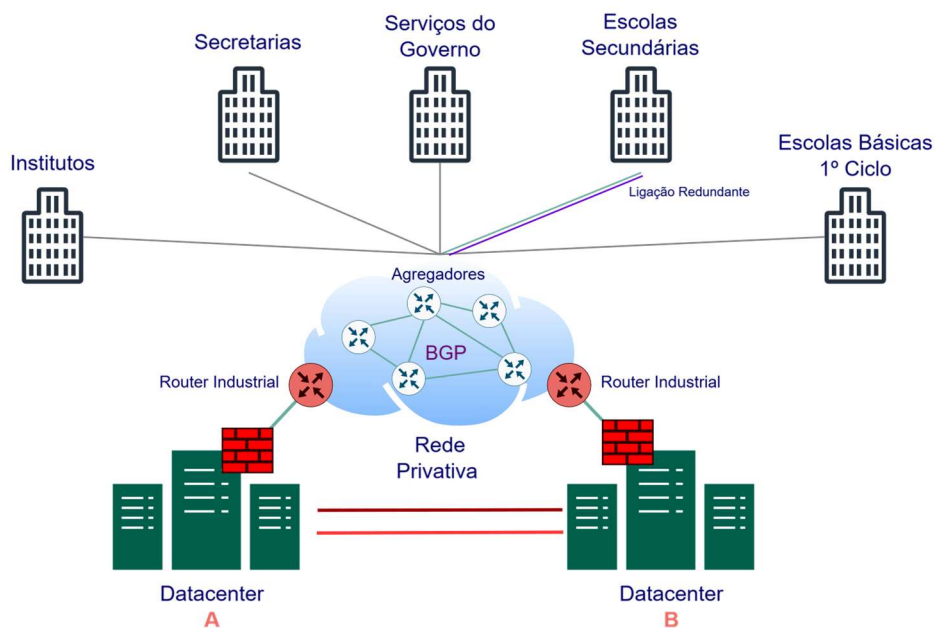 Serviços do
Governo
Escolas
Secundárias
Secretarias
Institutos
Escolas Básicas
1º Ciclo
Ligação Redundante
Agregadores
BGP
Router Industrial
Router Industrial
Rede
Privativa
Datacenter
A
Datacenter
B